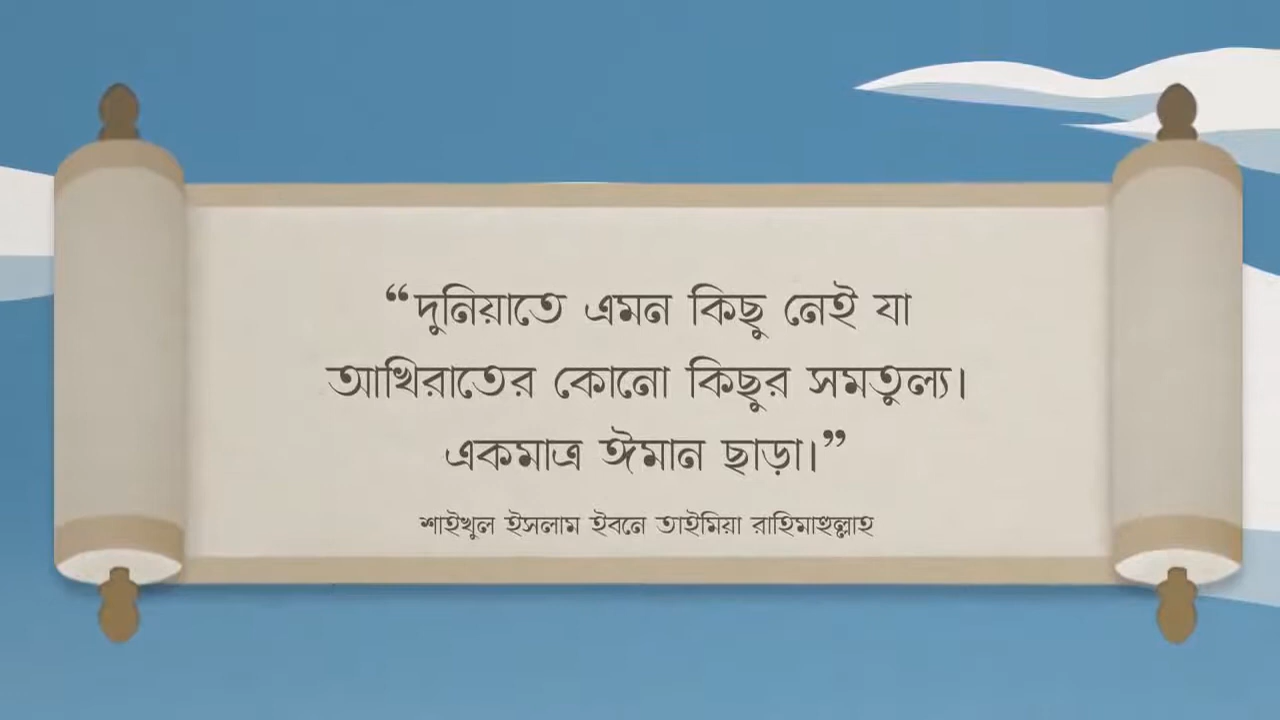 “দুনিয়াতে এমন কিছু নেই যা
আখিরাতের কোনো কিছুর সমতুল্য।
একমাত্র ঈমান ছাড়া।”
শাইখুল ইসলাম ইবনে তাইমিয়া রাহিমাহুল্লাহ